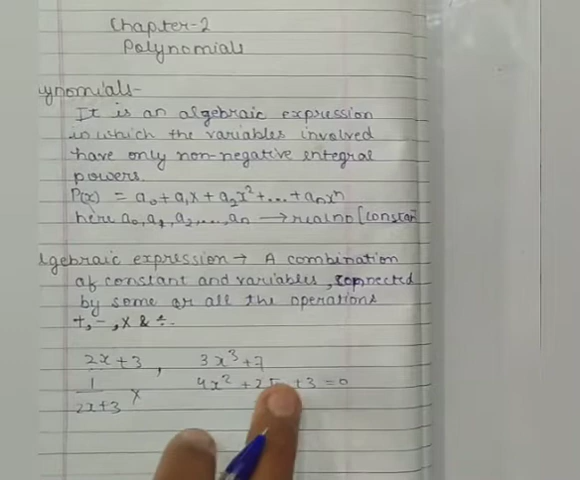 Chapter-2
Polynomials
ynomials-
It is an algebraic expression
in which the variables involved
have only non-negative integral
powers.
P(x) = a₀ + a₁x + a₂x² + ... + aₙxⁿ
here a₀, a₁, a₂, ..., aₙ → real no [constan
lgebraic expression → A combination
of constant and variables, connected
by some or all the operations
+, -, x & ÷.
2x+3, 3x³+7
1/2x+3 × 4x² + 2 +3 = 0